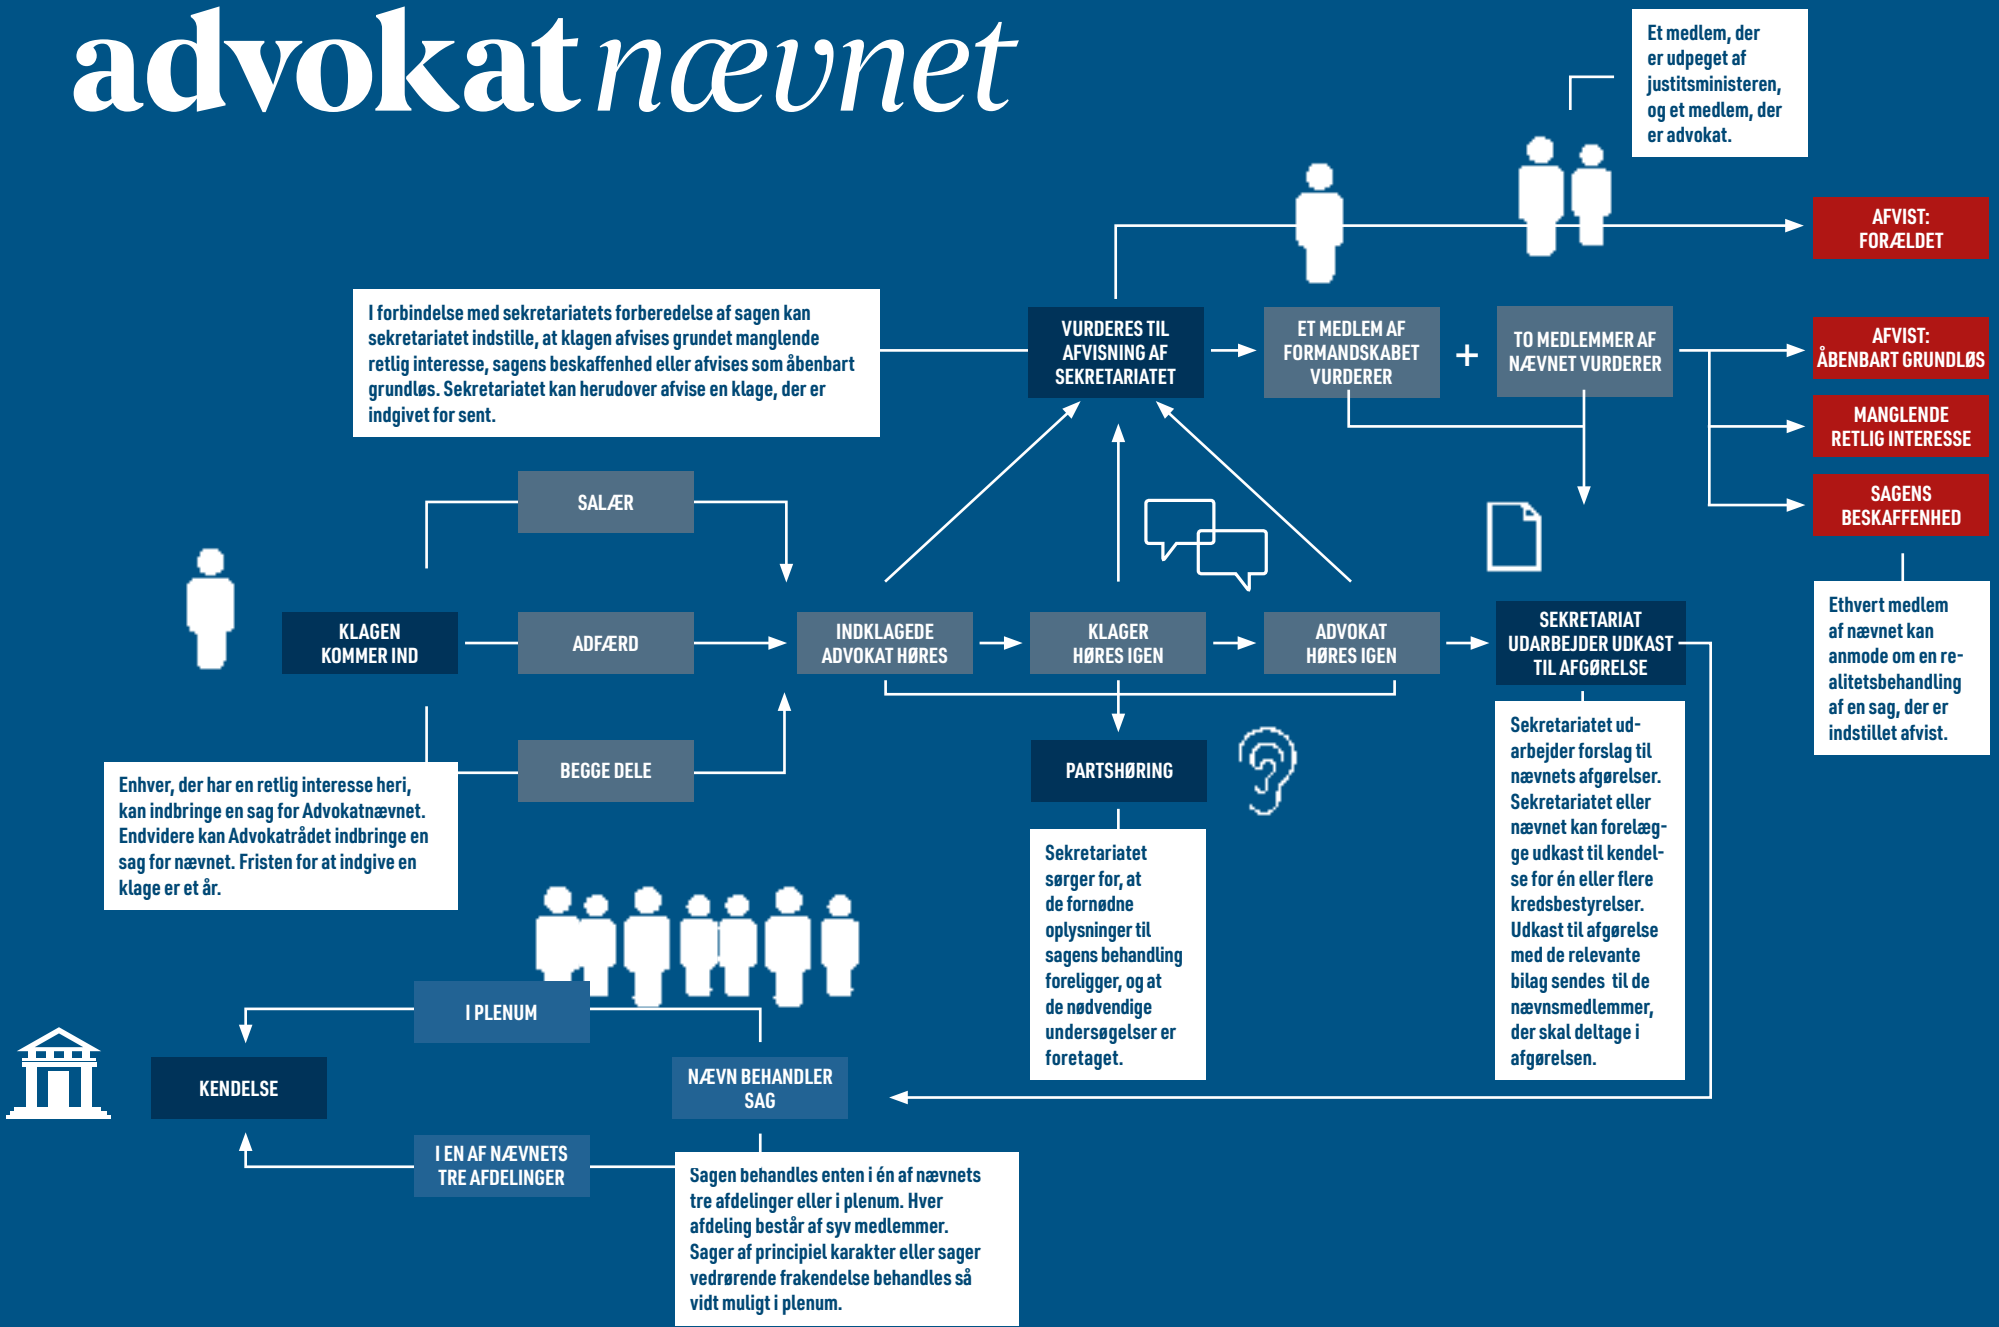 advokatnævnet
Et medlem, der
er udpeget af
justitsministeren,
og et medlem, der
er advokat.
AFVIST:
FORÆLDET
I forbindelse med sekretariatets forberedelse af sagen kan
sekretariatet indstille, at klagen afvises grundet manglende
retlig interesse, sagens beskaffenhed eller afvises som åbenbart
grundløs. Sekretariatet kan herudover afvise en klage, der er
indgivet for sent.
VURDERES TIL
AFVISNING AF
SEKRETARIATET
ET MEDLEM AF
FORMANDSKABET
VURDERER
+
TO MEDLEMMER AF
NÆVNET VURDERER
AFVIST:
ÅBENBART GRUNDLØS
MANGLENDE
RETLIG INTERESSE
SAGENS
BESKAFFENHED
Ethvert medlem
af nævnet kan
anmode om en re-
alitetsbehandling
af en sag, der er
indstillet afvist.
SALÆR
KLAGEN
KOMMER IND
ADFÆRD
BEGGE DELE
INDKLAGEDE
ADVOKAT HØRES
KLAGER
HØRES IGEN
ADVOKAT
HØRES IGEN
SEKRETARIAT
UDARBEJDER UDKAST
TIL AFGØRELSE
Enhver, der har en retlig interesse heri,
kan indbringe en sag for Advokatnævnet.
Endvidere kan Advokatrådet indbringe en
sag for nævnet. Fristen for at indgive en
klage er et år.
PARTSHØRING
Sekretariatet
sørger for, at
de fornødne
oplysninger til
sagens behandling
foreligger, og at
de nødvendige
undersøgelser er
foretaget.
Sekretariatet ud-
arbejder forslag til
nævnets afgørelser.
Sekretariatet eller
nævnet kan forelæg-
ge udkast til kendel-
se for én eller flere
kredsbestyrelser.
Udkast til afgørelse
med de relevante
bilag sendes til de
nævnsmedlemmer,
der skal deltage i
afgørelsen.
I PLENUM
KENDELSE
NÆVN BEHANDLER
SAG
I EN AF NÆVNETS
TRE AFDELINGER
Sagen behandles enten i én af nævnets
tre afdelinger eller i plenum. Hver
afdeling består af syv medlemmer.
Sager af principiel karakter eller sager
vedrørende frakendelse behandles så
vidt muligt i plenum.